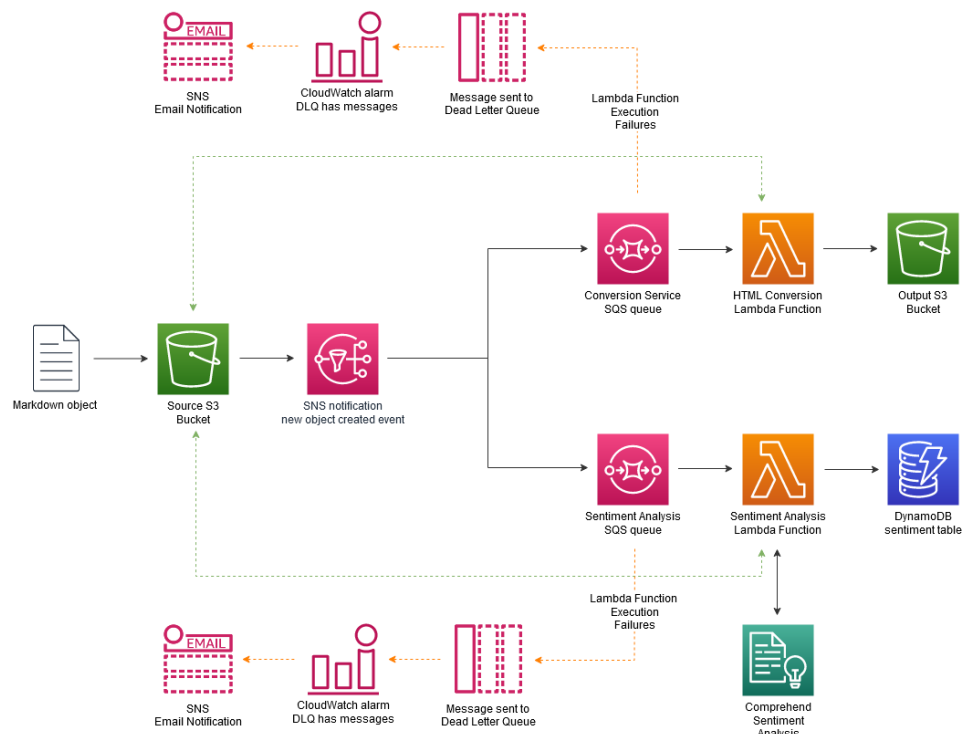 EMAIL
SNS
Email Notification
CloudWatch alarm
DLQ has messages
Message sent to
Dead Letter Queue
Lambda Function
Execution
Failures
Conversion Service
SQS queue
HTML Conversion
Lambda Function
Output S3
Bucket
Markdown object
Source S3
Bucket
SNS notification
new object created event
Sentiment Analysis
SQS queue
Sentiment Analysis
Lambda Function
DynamoDB
sentiment table
Lambda Function
Execution
Failures
EMAIL
SNS
Email Notification
CloudWatch alarm
DLQ has messages
Message sent to
Dead Letter Queue
Comprehend
Sentiment
Analysis